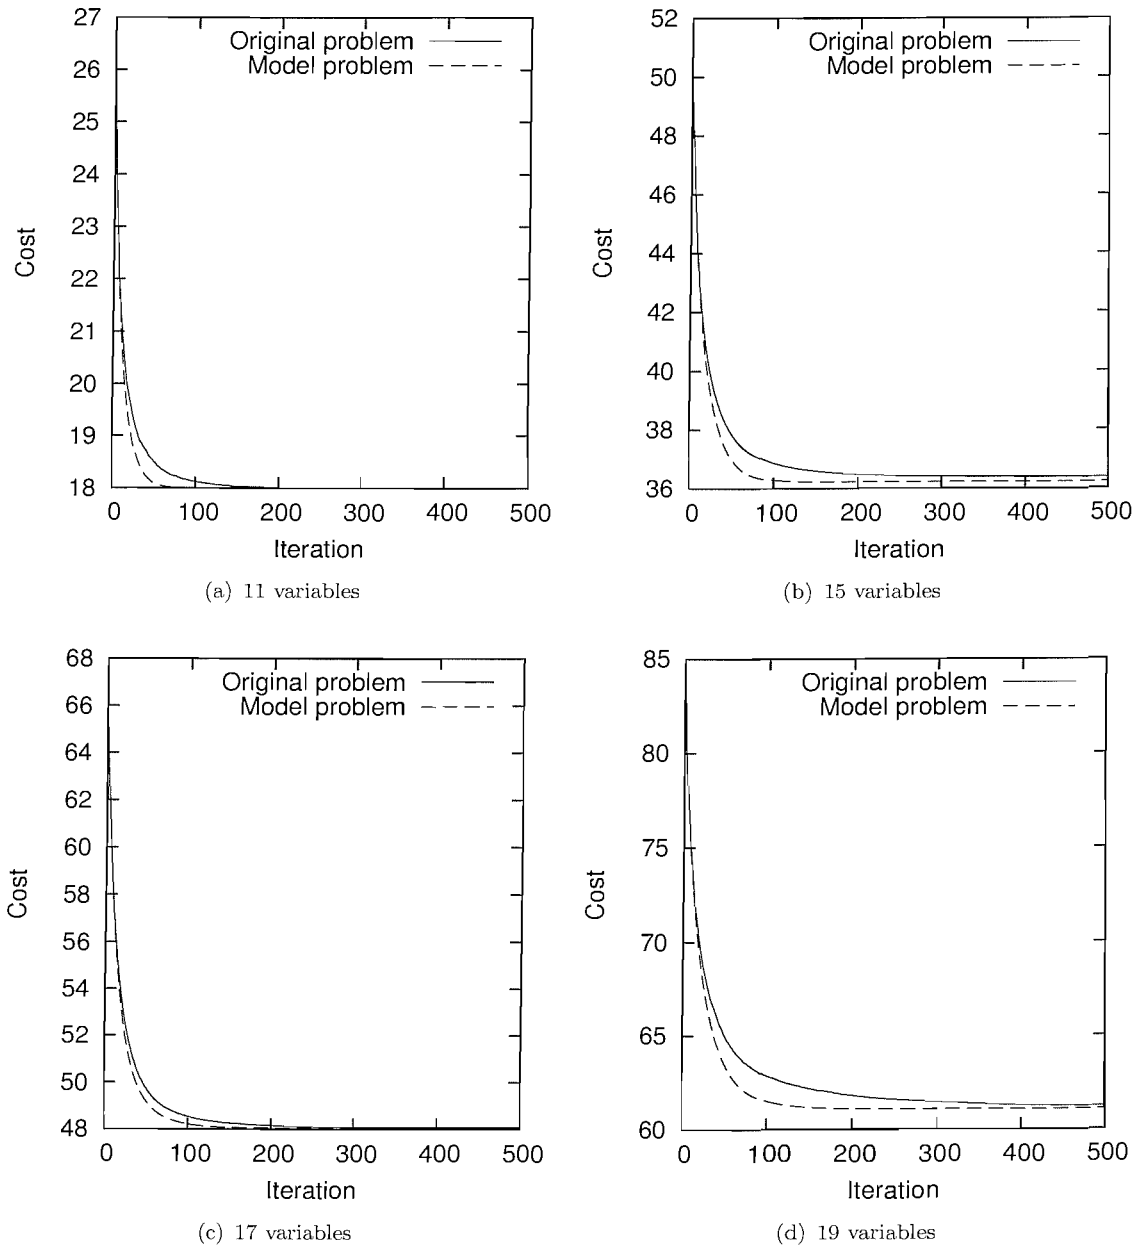 27
26
25
24
23
22
21
20
19
18
Cost
Original problem
Model problem
0 100 200 300 400 500
Iteration
(a) 11 variables
52
50
48
46
44
42
40
38
36
Cost
Original problem
Model problem
0 100 200 300 400 500
Iteration
(b) 15 variables
68
66
64
62
60
58
56
54
52
50
48
Cost
Original problem
Model problem
0 100 200 300 400 500
Iteration
(c) 17 variables
85
80
75
70
65
60
Cost
Original problem
Model problem
0 100 200 300 400 500
Iteration
(d) 19 variables